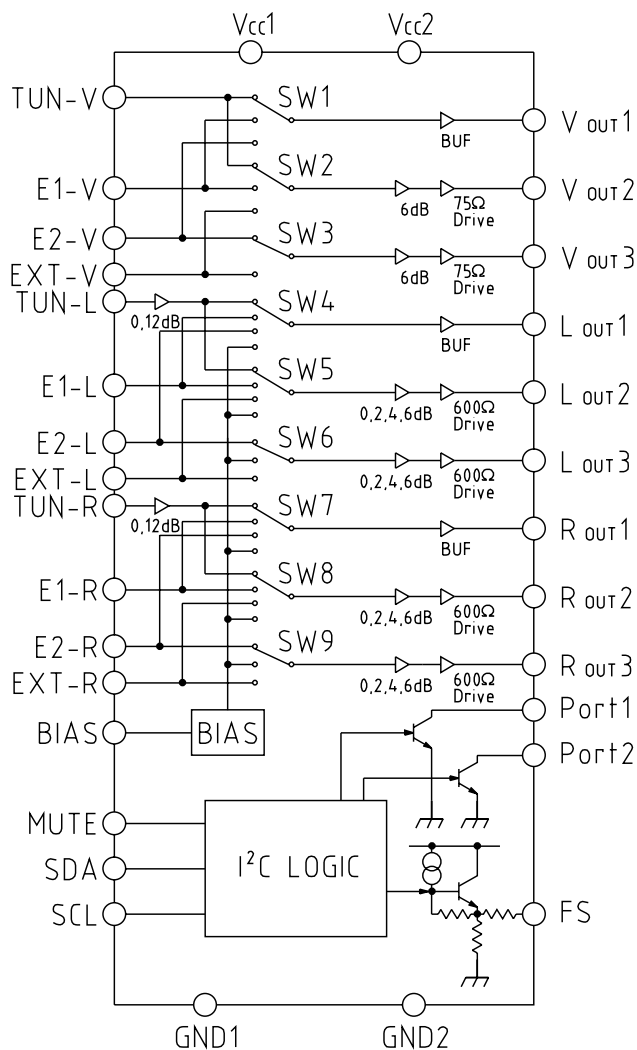 Vcc1 Vcc2
TUN-V SW1
BUF V OUT1
E1-V SW2
6dB 75Ω Drive V OUT2
E2-V SW3
6dB 75Ω Drive V OUT3
EXT-V
TUN-L 0,12dB SW4
BUF L OUT1
E1-L SW5
0,2,4,6dB 600Ω Drive L OUT2
E2-L SW6
0,2,4,6dB 600Ω Drive L OUT3
EXT-L
TUN-R 0,12dB SW7
BUF R OUT1
E1-R SW8
0,2,4,6dB 600Ω Drive R OUT2
E2-R SW9
0,2,4,6dB 600Ω Drive R OUT3
EXT-R
Port1
BIAS BIAS
Port2
MUTE
SDA I²C LOGIC
SCL FS
GND1 GND2